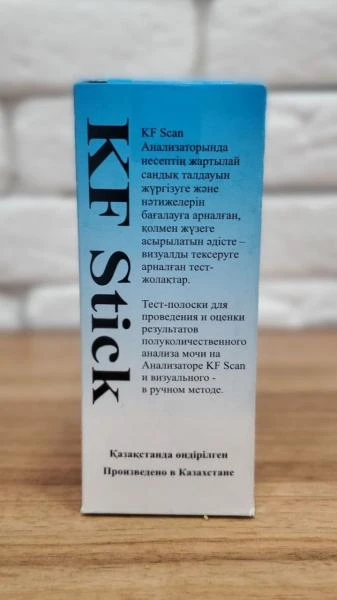 KF Stick
KF Scan
Анализаторында
несептің жартылай
сандық талдауын
жүргізуге және
нәтижелерін
бағалауға арналған,
қолмен жүзеге
асырылатын әдісте –
визуалды тексеруге
арналған тест-
жолақтар.
Тест-полоски для
проведения и оценки
результатов
полуколичественного
анализа мочи на
Анализаторе KF Scan
и визуального -
в ручном методе.
Қазақстанда өндірілген
Произведено в Казахстане